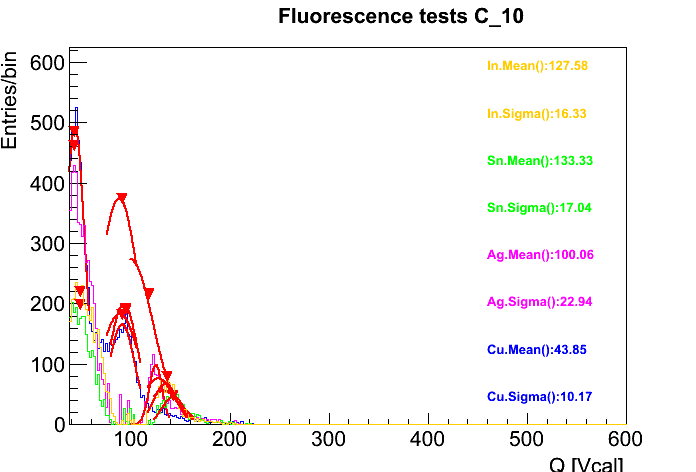 Fluorescence tests C_10
Entries/bin
600
500
400
300
200
100
0
In.Mean():127.58
In.Sigma():16.33
Sn.Mean():133.33
Sn.Sigma():17.04
Ag.Mean():100.06
Ag.Sigma():22.94
Cu.Mean():43.85
Cu.Sigma():10.17
100 200 300 400 500 600
Q [Vcal]